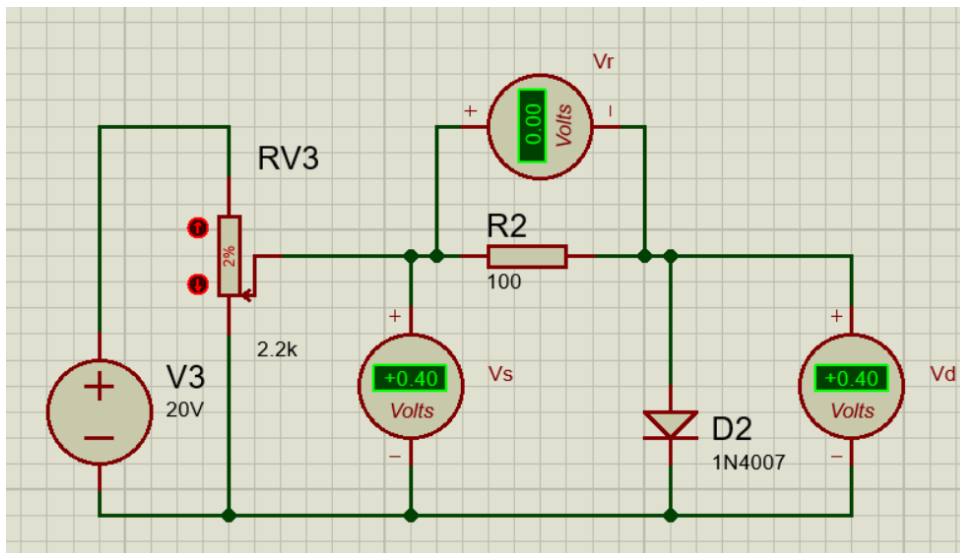 Vr
+
0.00
Volts
−
RV3
2%
2.2k
R2
100
V3
20V
+
−
+
+0.40
Volts
−
Vs
D2
1N4007
+
+0.40
Volts
−
Vd